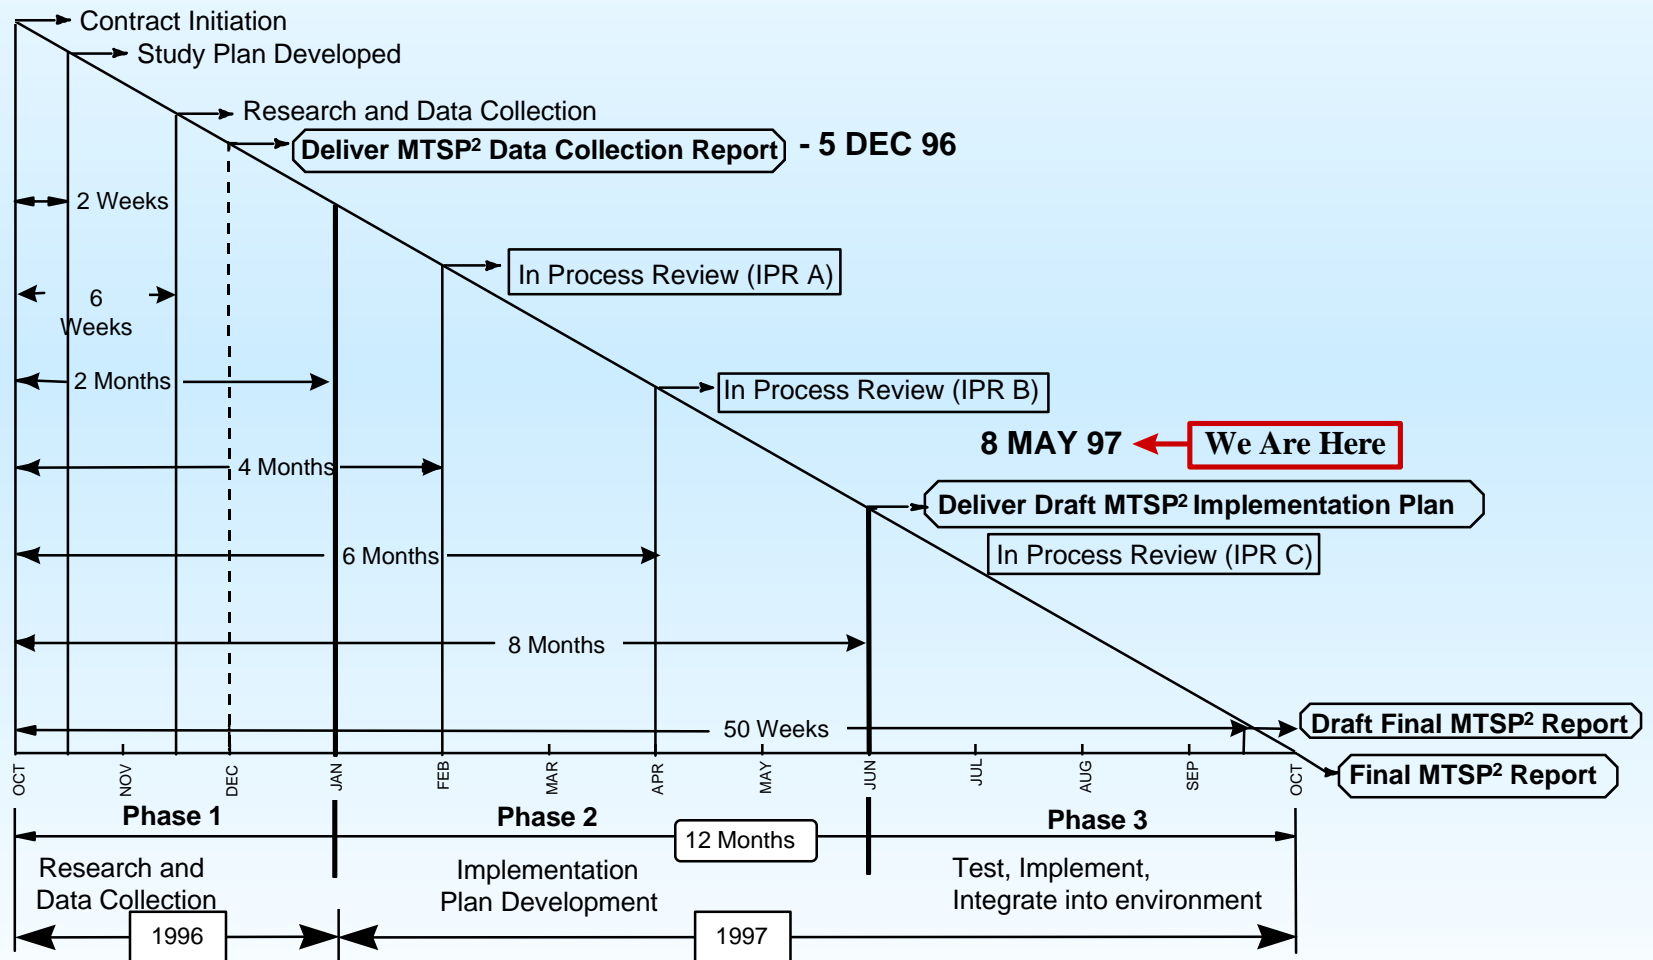 Contract Initiation
Study Plan Developed
Research and Data Collection
Deliver MTSP² Data Collection Report - 5 DEC 96
2 Weeks
In Process Review (IPR A)
6
Weeks
2 Months
In Process Review (IPR B)
8 MAY 97 We Are Here
4 Months
Deliver Draft MTSP² Implementation Plan
In Process Review (IPR C)
6 Months
8 Months
50 Weeks
Draft Final MTSP² Report
Final MTSP² Report
OCT NOV DEC JAN FEB MAR APR MAY JUN JUL AUG SEP OCT
Phase 1 Phase 2 Phase 3
12 Months
Research and
Data Collection
Implementation
Plan Development
Test, Implement,
Integrate into environment
1996 1997